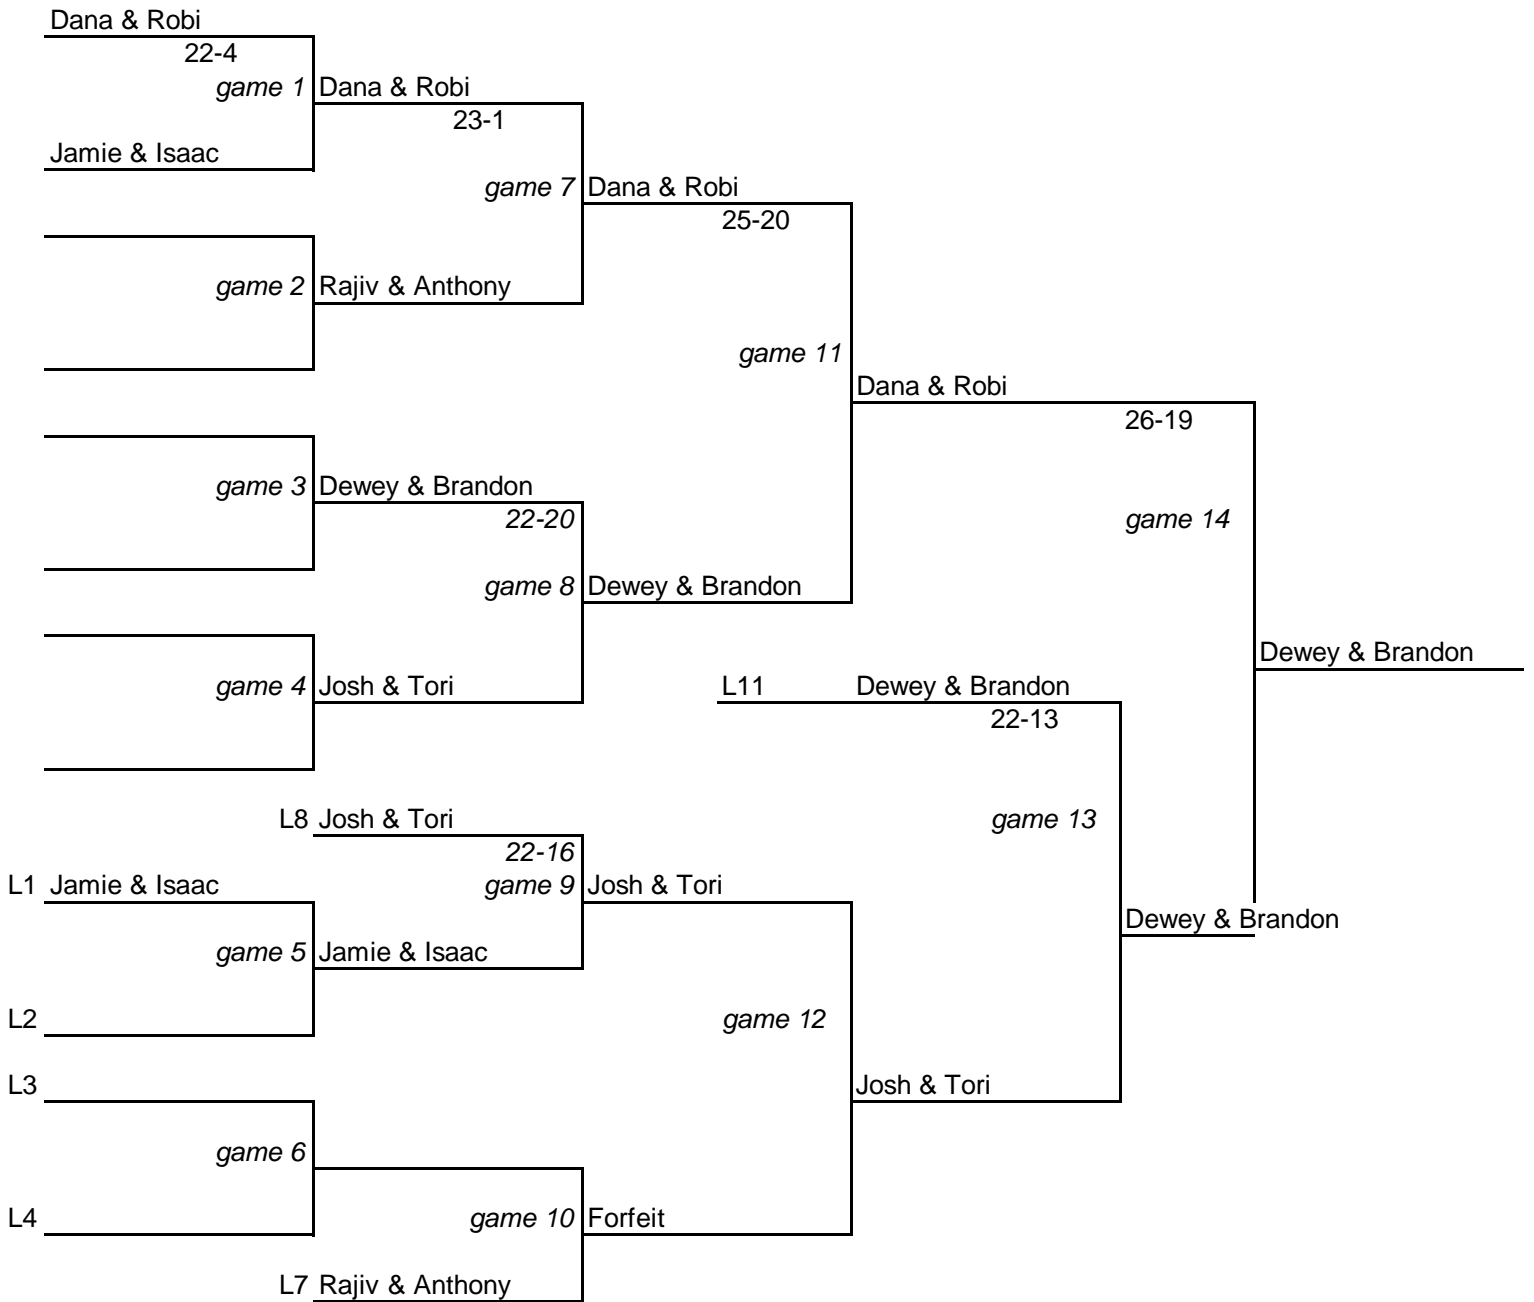 Dana & Robi
22-4
game 1 Dana & Robi
23-1
Jamie & Isaac
game 7 Dana & Robi
25-20
game 2 Rajiv & Anthony
game 11
Dana & Robi
26-19
game 3 Dewey & Brandon
22-20
game 14
game 8 Dewey & Brandon
Dewey & Brandon
game 4 Josh & Tori
L11 Dewey & Brandon
22-13
L8 Josh & Tori
game 13
22-16
L1 Jamie & Isaac
game 9 Josh & Tori
Dewey & Brandon
game 5 Jamie & Isaac
L2
game 12
L3
Josh & Tori
game 6
L4
game 10 Forfeit
L7 Rajiv & Anthony